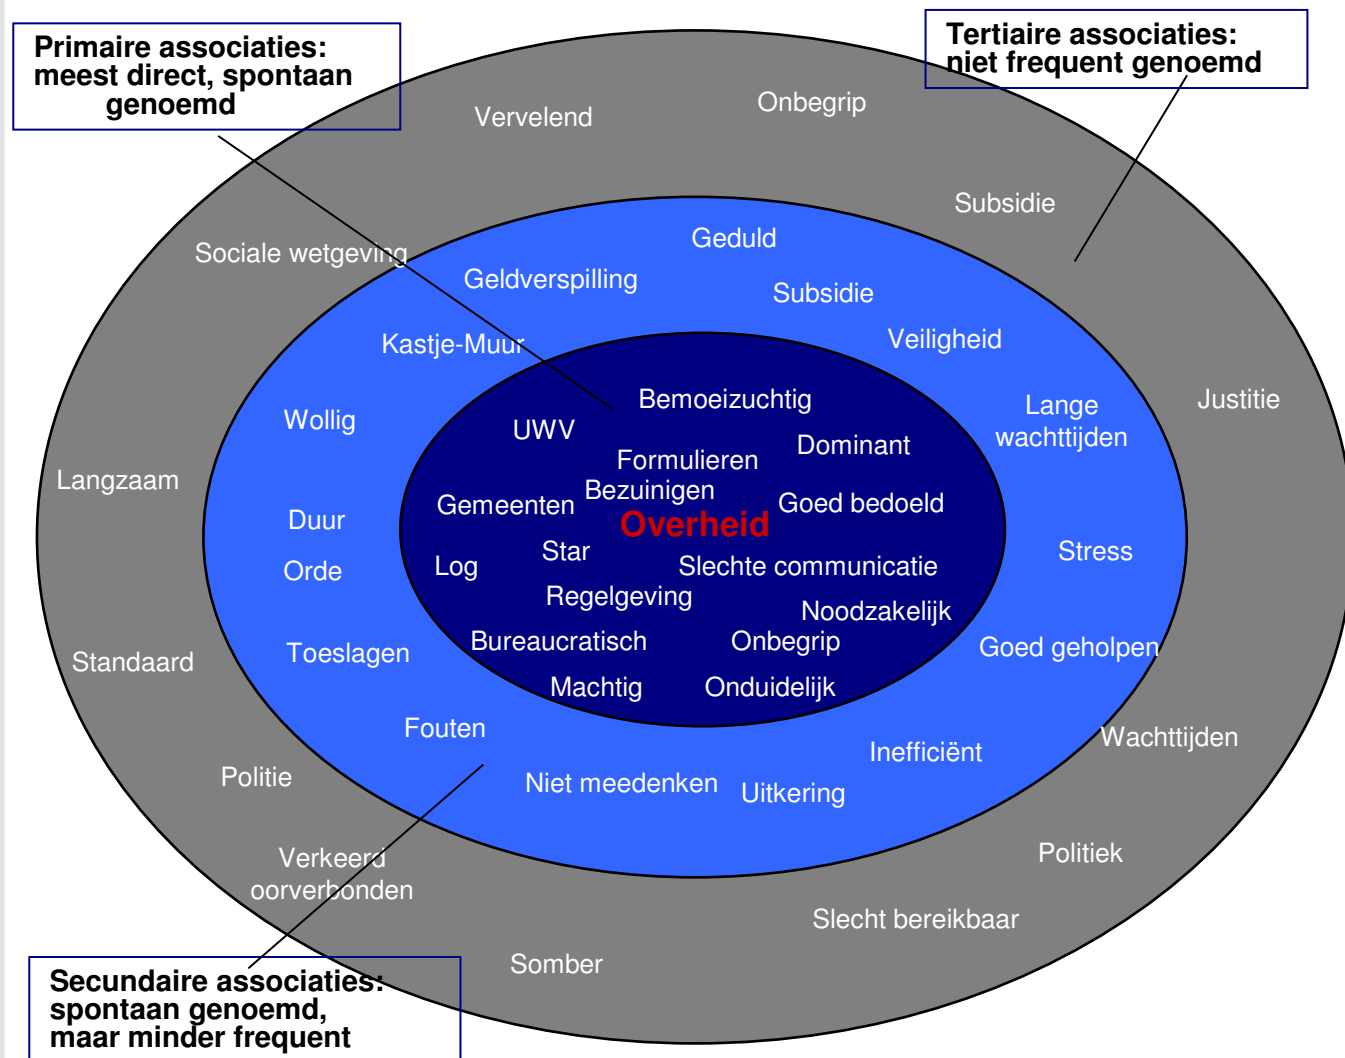 Primaire associaties:
meest direct, spontaan
genoemd
Tertiaire associaties:
niet frequent genoemd
Vervelend
Onbegrip
Subsidie
Sociale wetgeving
Geduld
Geldverspilling
Subsidie
Kastje-Muur
Veiligheid
Bemoeizuchtig
Justitie
Wollig
UWV
Lange
wachttijden
Dominant
Formulieren
Langzaam
Bezuinigen
Gemeenten
Goed bedoeld
Duur
Overheid
Star
Stress
Orde
Log
Slechte communicatie
Regelgeving
Noodzakelijk
Bureaucratisch
Onbegrip
Goed geholpen
Toeslagen
Standaard
Machtig
Onduidelijk
Fouten
Wachttijden
Inefficiënt
Politie
Niet meedenken
Uitkering
Verkeerd
oorverbonden
Politiek
Slecht bereikbaar
Somber
Secundaire associaties:
spontaan genoemd,
maar minder frequent